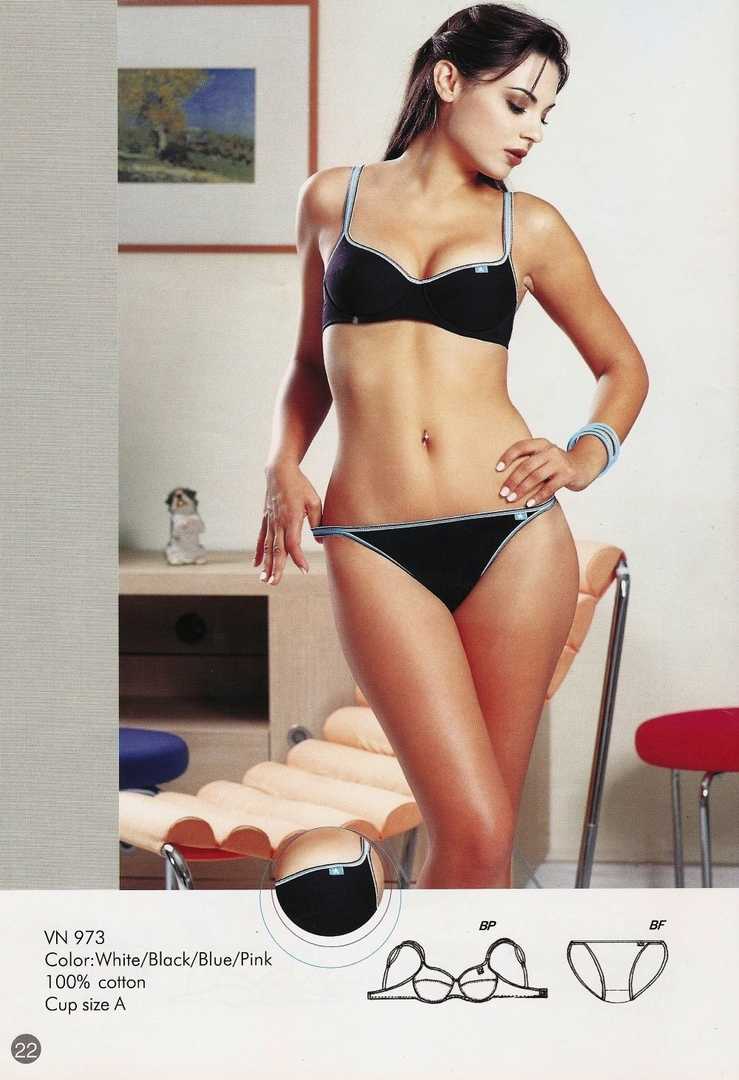 BP
BF
VN 973
Color:White/Black/Blue/Pink
100% cotton
Cup size A
22